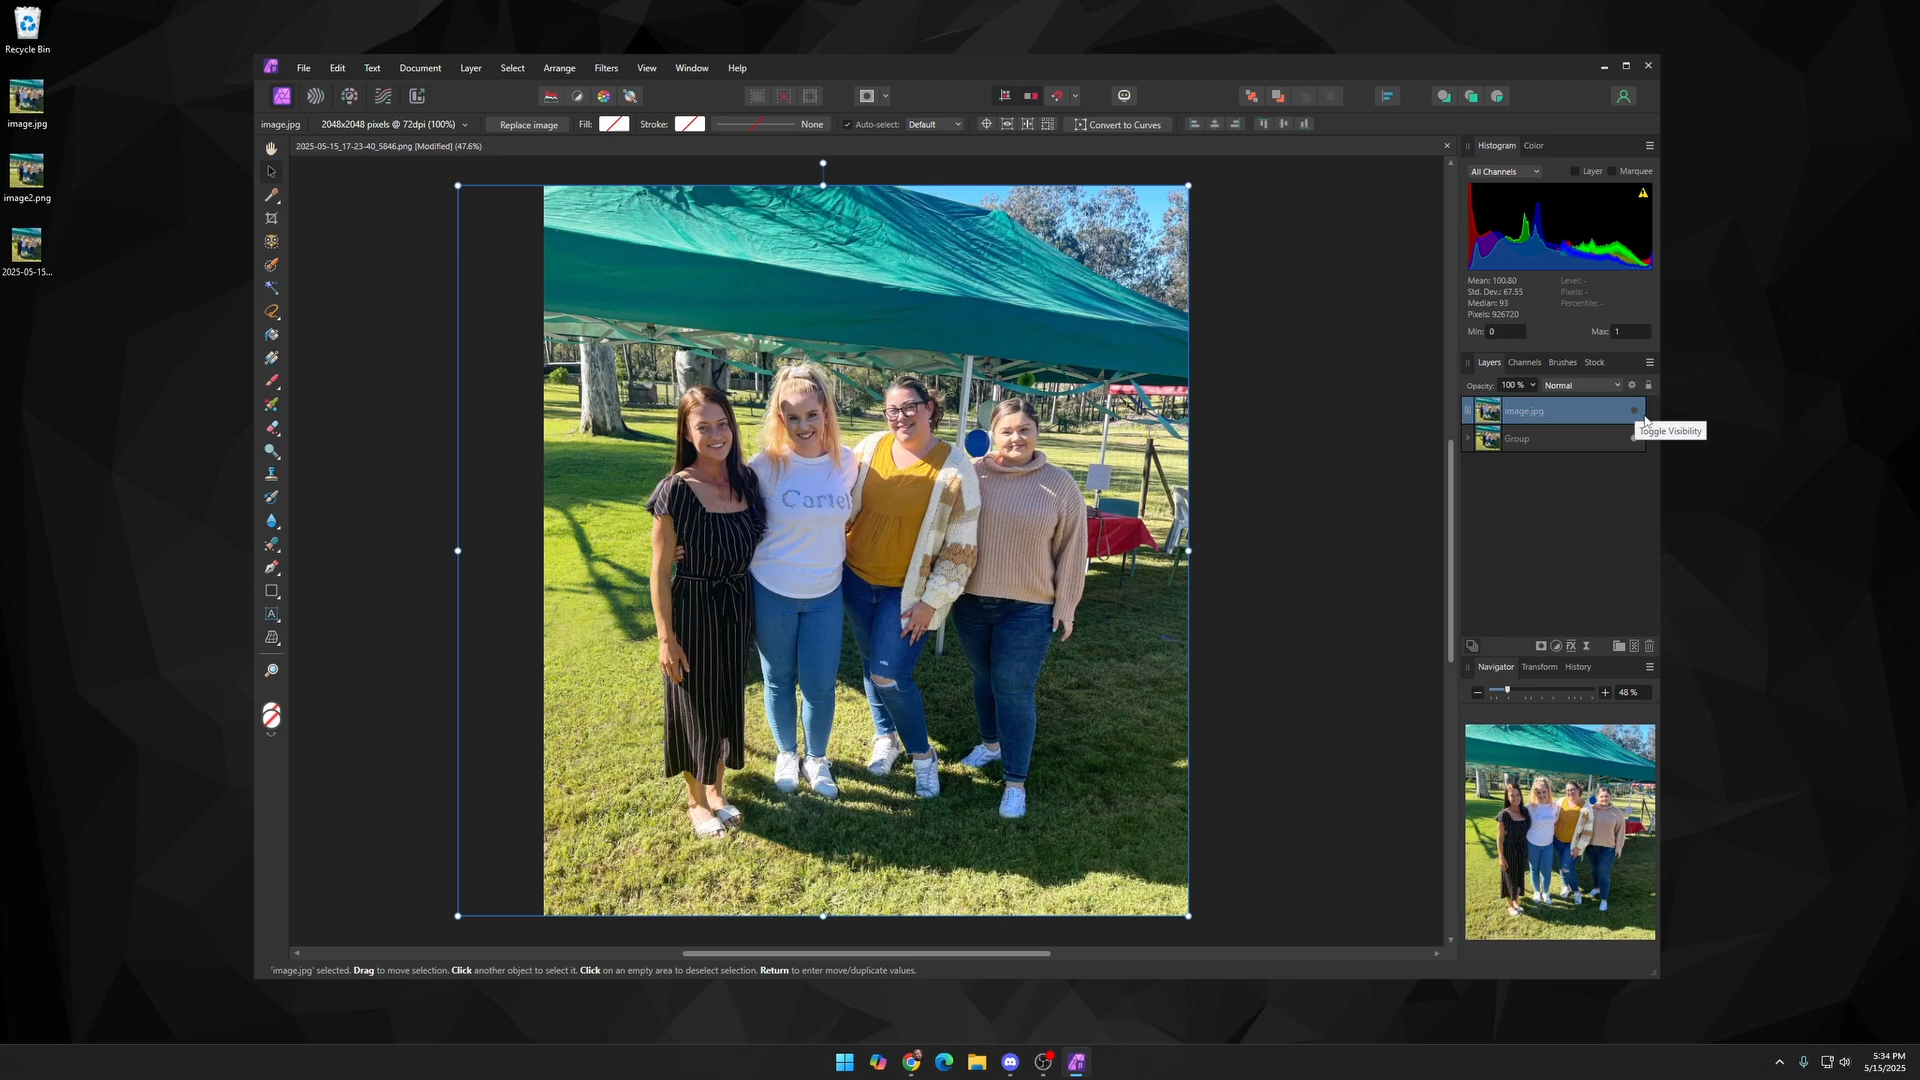 Recycle Bin
image.jpg
image2.png
2025-05-15...
File Edit Text Document Layer Select Arrange Filters View Window Help
image.jpg 2048x2048 pixels @ 72dpi (100%) Replace image Fill: Stroke: None Auto-select: Default Convert to Curves
2025-05-15_17-23-40_5846.png [Modified] (47.6%)
Cartel
Histogram Color
All Channels Layer Marquee
Mean: 100.80 Level: -
Std. Dev.: 67.55 Pixels: -
Median: 93 Percentile: -
Pixels: 926720
Min: 0 Max: 1
Layers Channels Brushes Stock
Opacity: 100 % Normal
image.jpg
Toggle Visibility
Group
Navigator Transform History
48 %
'image.jpg' selected. Drag to move selection. Click another object to select it. Click on an empty area to deselect selection. Return to enter move/duplicate values.
5:34 PM
5/15/2025